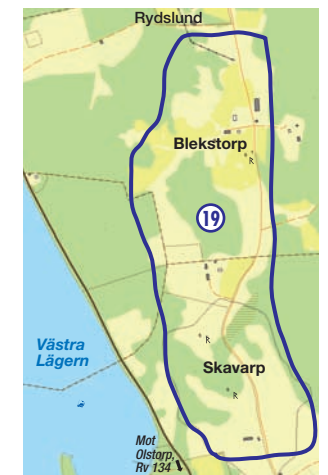 Rydslund
Blekstorp
R
19
Västra
Lägern
R
Skavarp
R
Mot
Olstorp,
Rv 134